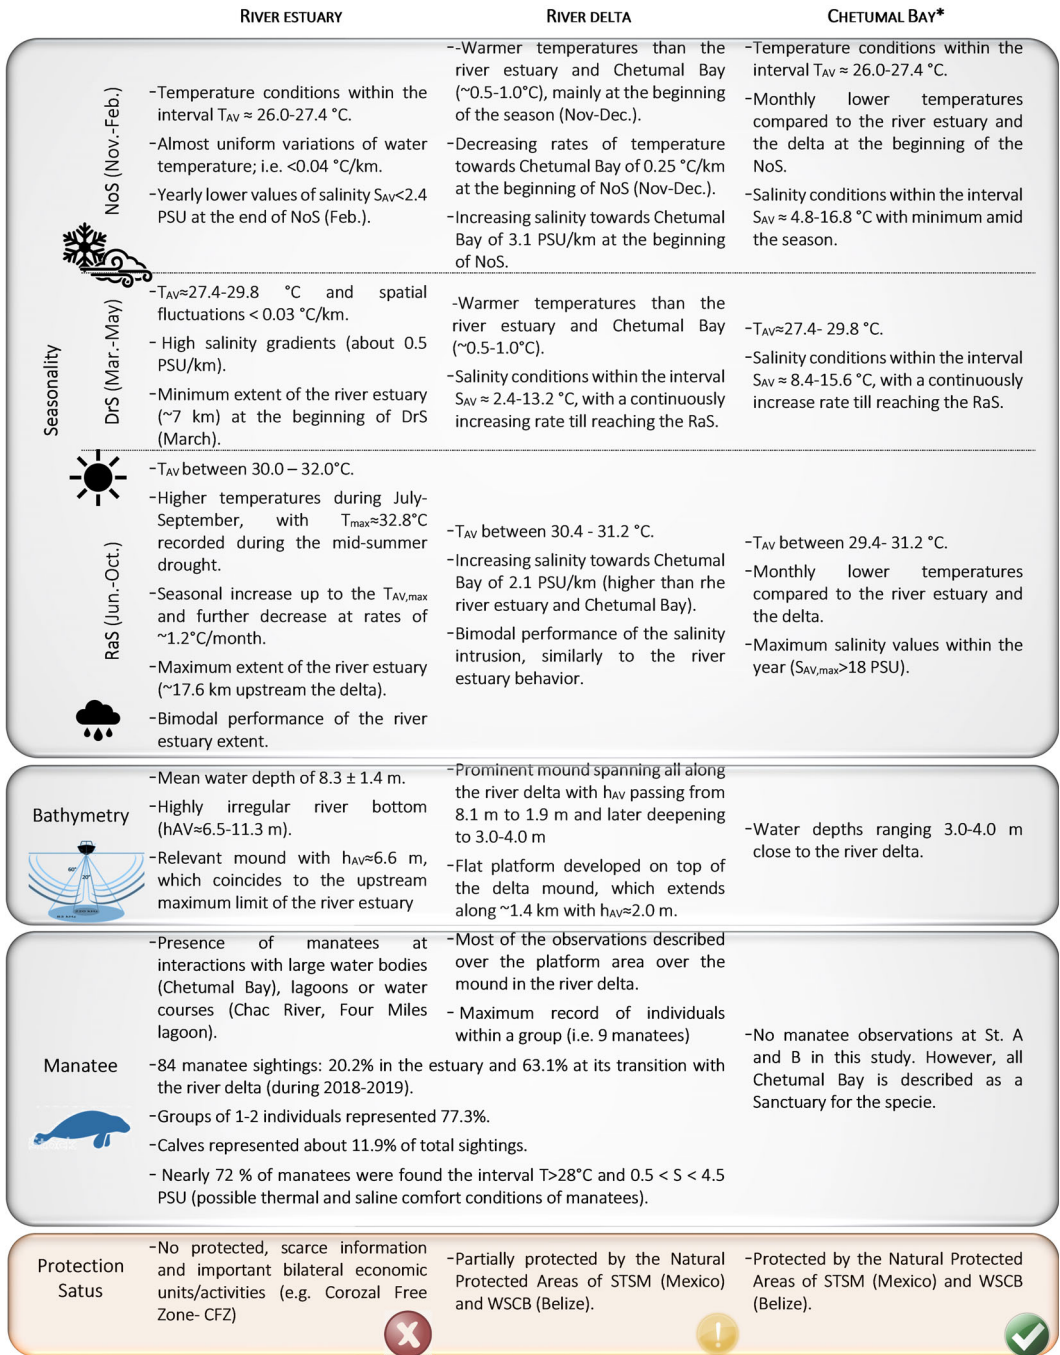 RIVER ESTUARY
RIVER DELTA
CHETUMAL BAY*
Seasonality
NoS (Nov.-Feb.)
-Temperature conditions within the
interval TAV ≈ 26.0-27.4 °C.
-Almost uniform variations of water
temperature; i.e. <0.04 °C/km.
-Yearly lower values of salinity SAV<2.4
PSU at the end of NoS (Feb.).
--Warmer temperatures than the
river estuary and Chetumal Bay
(~0.5-1.0°C), mainly at the beginning
of the season (Nov-Dec.).
-Decreasing rates of temperature
towards Chetumal Bay of 0.25 °C/km
at the beginning of NoS (Nov-Dec.).
-Increasing salinity towards Chetumal
Bay of 3.1 PSU/km at the beginning
of NoS.
-Temperature conditions within the
interval TAV ≈ 26.0-27.4 °C.
-Monthly lower temperatures
compared to the river estuary and
the delta at the beginning of the
NoS.
-Salinity conditions within the interval
SAV ≈ 4.8-16.8 °C with minimum amid
the season.
DrS (Mar.-May)
-TAV≈27.4-29.8 °C and spatial
fluctuations < 0.03 °C/km.
- High salinity gradients (about 0.5
PSU/km).
-Minimum extent of the river estuary
(~7 km) at the beginning of DrS
(March).
-Warmer temperatures than the
river estuary and Chetumal Bay
(~0.5-1.0°C).
-Salinity conditions within the interval
SAV ≈ 2.4-13.2 °C, with a continuously
increasing rate till reaching the RaS.
-TAV≈27.4- 29.8 °C.
-Salinity conditions within the interval
SAV ≈ 8.4-15.6 °C, with a continuously
increase rate till reaching the RaS.
RaS (Jun.-Oct.)
-TAV between 30.0 – 32.0°C.
-Higher temperatures during July-
September, with Tmax≈32.8°C
recorded during the mid-summer
drought.
-Seasonal increase up to the TAV,max
and further decrease at rates of
~1.2°C/month.
-Maximum extent of the river estuary
(~17.6 km upstream the delta).
-Bimodal performance of the river
estuary extent.
-TAV between 30.4 - 31.2 °C.
-Increasing salinity towards Chetumal
Bay of 2.1 PSU/km (higher than rhe
river estuary and Chetumal Bay).
-Bimodal performance of the salinity
intrusion, similarly to the river
estuary behavior.
-TAV between 29.4- 31.2 °C.
-Monthly lower temperatures
compared to the river estuary and
the delta.
-Maximum salinity values within the
year (SAV,max>18 PSU).
Bathymetry
60°
20°
-Mean water depth of 8.3 ± 1.4 m.
-Highly irregular river bottom
(hAV≈6.5-11.3 m).
-Relevant mound with hAV≈6.6 m,
which coincides to the upstream
maximum limit of the river estuary
-Prominent mound spanning all along
the river delta with hAV passing from
8.1 m to 1.9 m and later deepening
to 3.0-4.0 m
-Flat platform developed on top of
the delta mound, which extends
along ~1.4 km with hAV≈2.0 m.
-Water depths ranging 3.0-4.0 m
close to the river delta.
Manatee
-Presence of manatees at
interactions with large water bodies
(Chetumal Bay), lagoons or water
courses (Chac River, Four Miles
lagoon).
-Most of the observations described
over the platform area over the
mound in the river delta.
- Maximum record of individuals
within a group (i.e. 9 manatees)
-84 manatee sightings: 20.2% in the estuary and 63.1% at its transition with
the river delta (during 2018-2019).
-Groups of 1-2 individuals represented 77.3%.
-Calves represented about 11.9% of total sightings.
- Nearly 72 % of manatees were found the interval T>28°C and 0.5 < S < 4.5
PSU (possible thermal and saline comfort conditions of manatees).
-No manatee observations at St. A
and B in this study. However, all
Chetumal Bay is described as a
Sanctuary for the specie.
Protection
Satus
-No protected, scarce information
and important bilateral economic
units/activities (e.g. Corozal Free
Zone- CFZ)
-Partially protected by the Natural
Protected Areas of STSM (Mexico)
and WSCB (Belize).
-Protected by the Natural Protected
Areas of STSM (Mexico) and WSCB
(Belize).